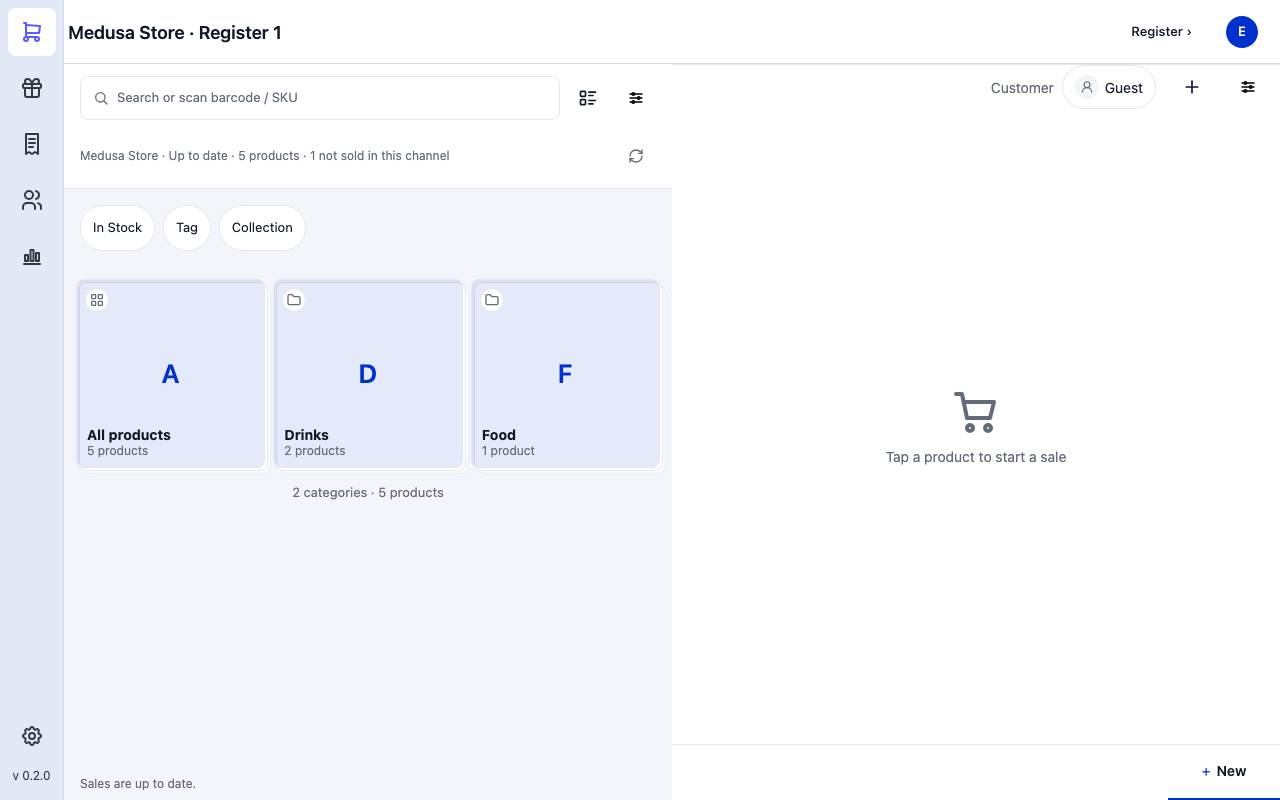 Medusa Store · Register 1
Register ›
E
Search or scan barcode / SKU
Customer
Guest
Medusa Store · Up to date · 5 products · 1 not sold in this channel
In Stock
Tag
Collection
A
D
F
All products
5 products
Drinks
2 products
Food
1 product
2 categories · 5 products
Tap a product to start a sale
v 0.2.0
Sales are up to date.
+ New